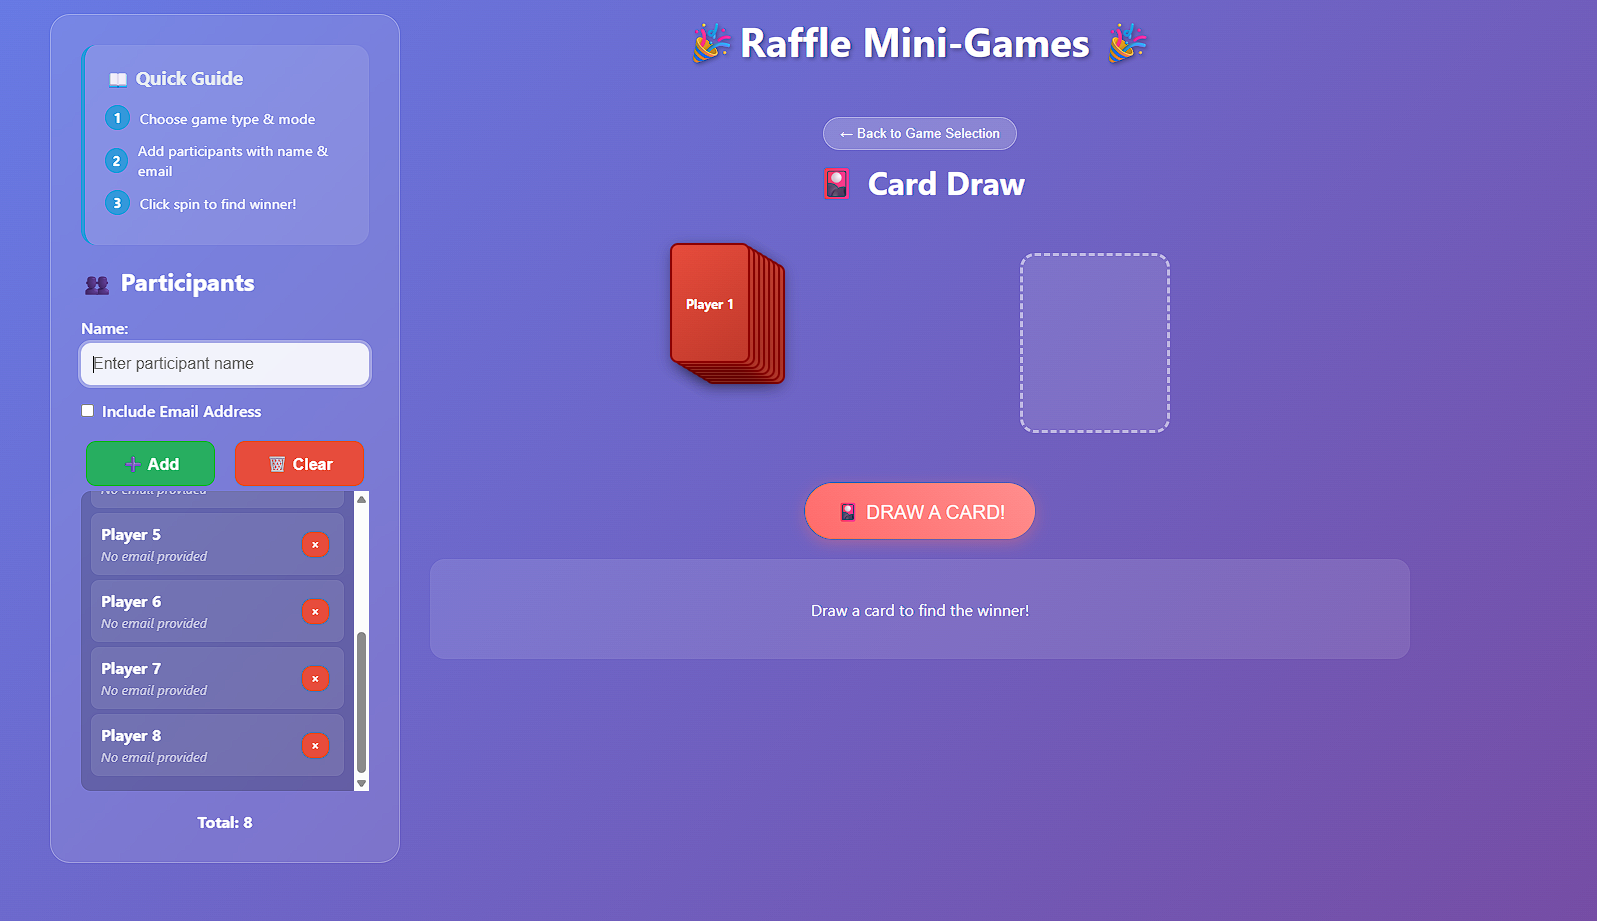 Quick Guide
1 Choose game type & mode
2 Add participants with name &
email
3 Click spin to find winner!
Participants
Name:
Enter participant name
Include Email Address
Add
Clear
No email provided
Player 5
No email provided
×
Player 6
No email provided
×
Player 7
No email provided
×
Player 8
No email provided
×
Total: 8
Raffle Mini-Games
← Back to Game Selection
Card Draw
Player 1
DRAW A CARD!
Draw a card to find the winner!